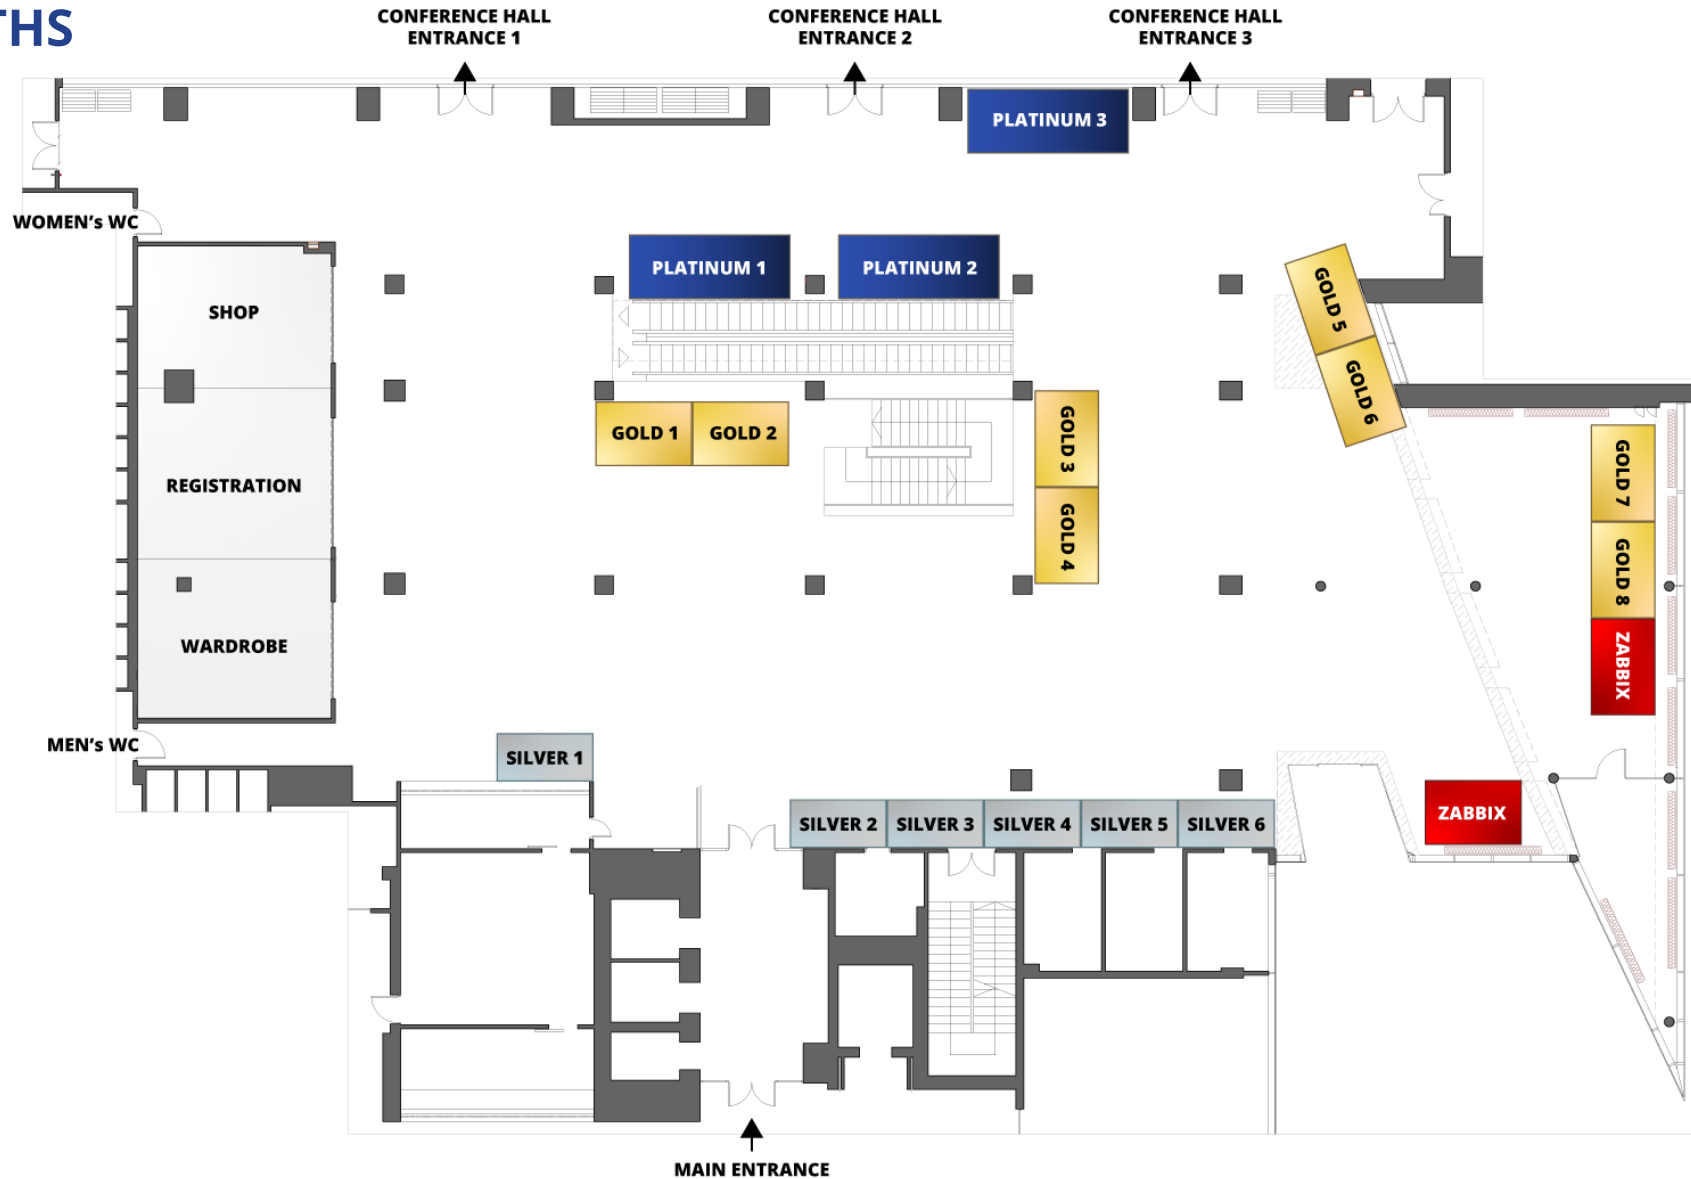 THS
CONFERENCE HALL
ENTRANCE 1
CONFERENCE HALL
ENTRANCE 2
CONFERENCE HALL
ENTRANCE 3
PLATINUM 3
WOMEN's WC
PLATINUM 1
PLATINUM 2
SHOP
GOLD 5
GOLD 6
GOLD 1
GOLD 2
GOLD 3
GOLD 4
GOLD 7
GOLD 8
REGISTRATION
ZABBIX
WARDROBE
MEN's WC
SILVER 1
SILVER 2
SILVER 3
SILVER 4
SILVER 5
SILVER 6
ZABBIX
MAIN ENTRANCE